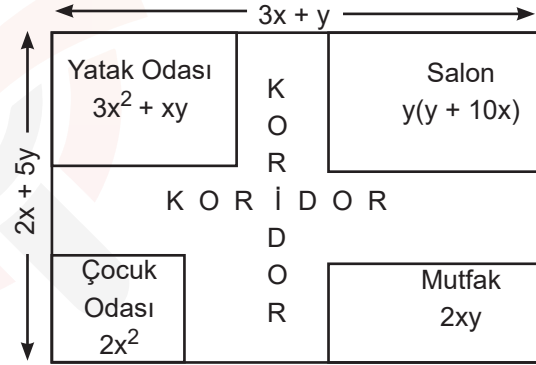 3x + y
2x + 5y
Yatak Odası
3x² + xy
Salon
y(y + 10x)
K
O
R
K O R İ D O R
D
O
R
Çocuk
Odası
2x²
Mutfak
2xy